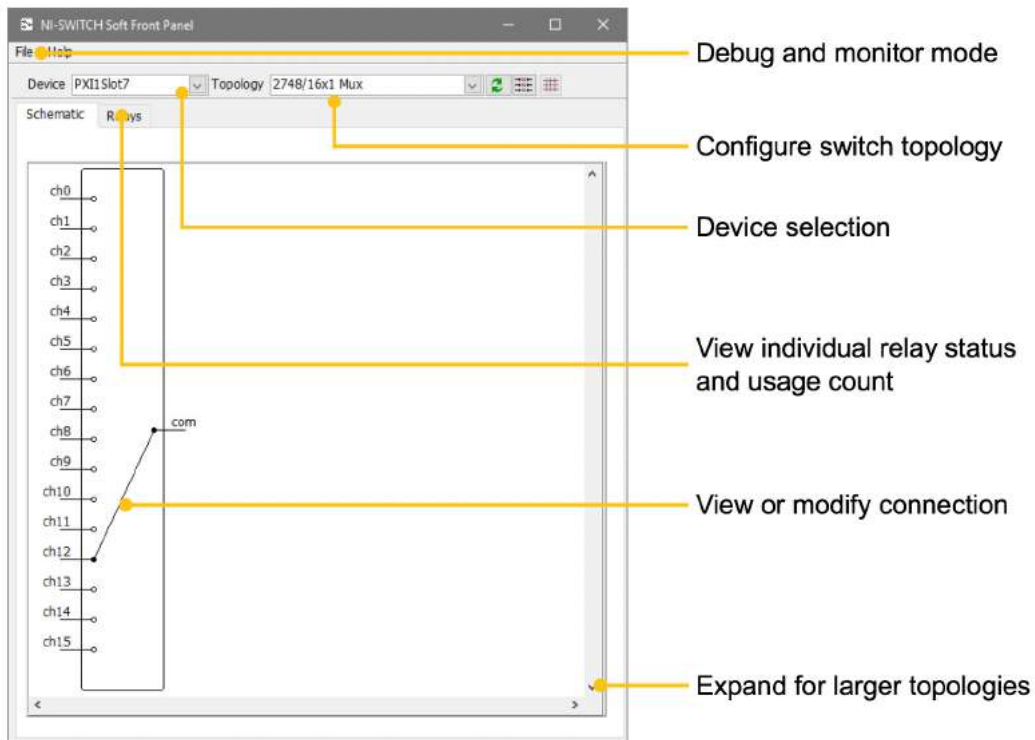 NI-SWITCH Soft Front Panel
File Help
Device PXI1Slot7 Topology 2748/16x1 Mux
Schematic Relays
ch0
ch1
ch2
ch3
ch4
ch5
ch6
ch7
com
ch8
ch9
ch10
ch11
ch12
ch13
ch14
ch15
Debug and monitor mode
Configure switch topology
Device selection
View individual relay status
and usage count
View or modify connection
Expand for larger topologies